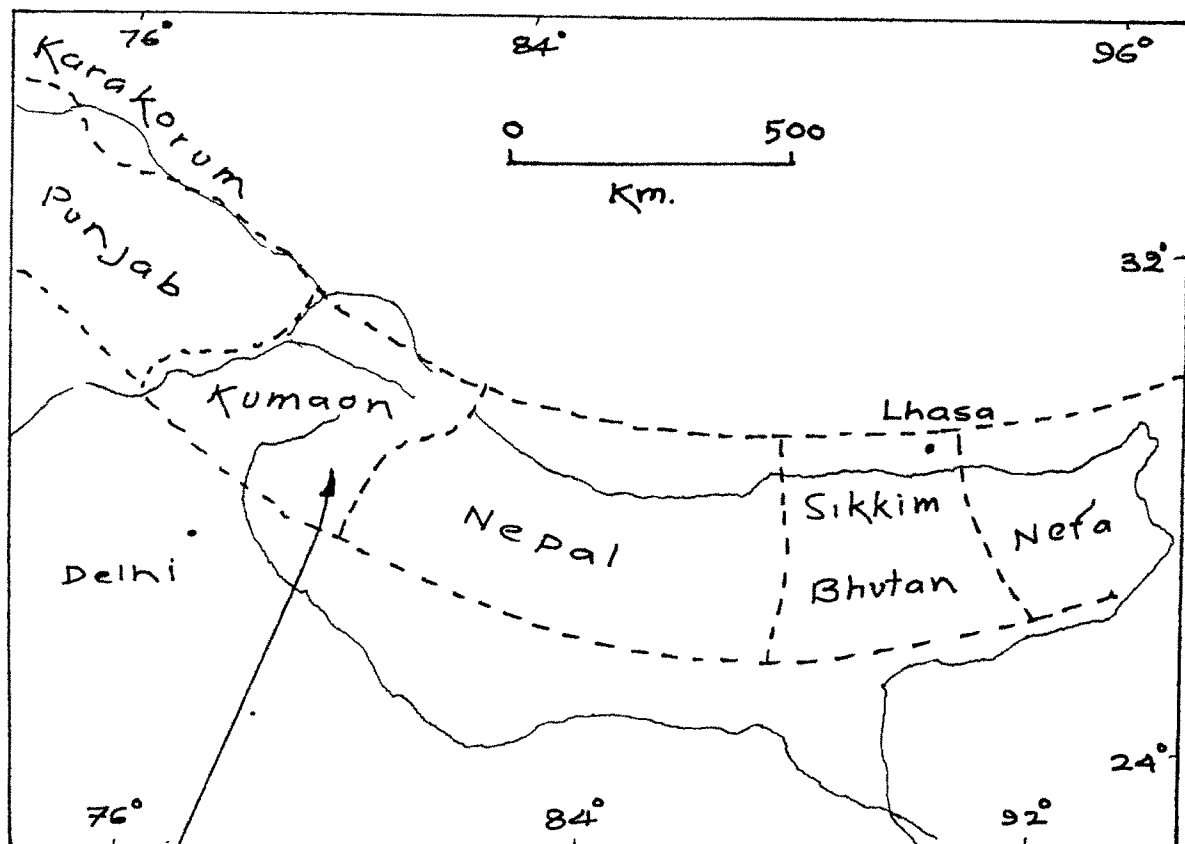 76° 84° 96°
Karakorum
0 500
Km.
Punjab
32°
Kumaon
Lhasa
Sikkim
Nepal
Nefa
Delhi
Bhutan
24°
76° 84° 92°